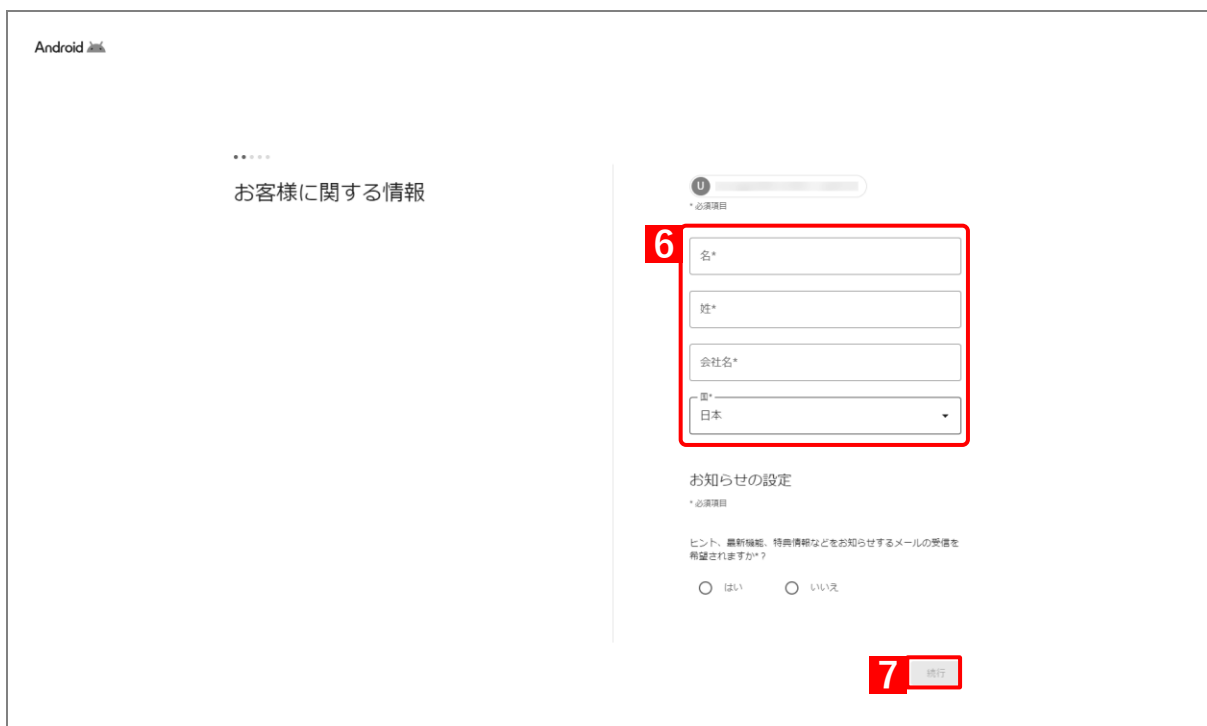 Android
お客様に関する情報
U
* 必須項目
6
名*
姓*
会社名*
国*
日本
お知らせの設定
* 必須項目
ヒント、最新機能、特典情報などをお知らせするメールの受信を
希望されますか*?
はい いいえ
7 続行